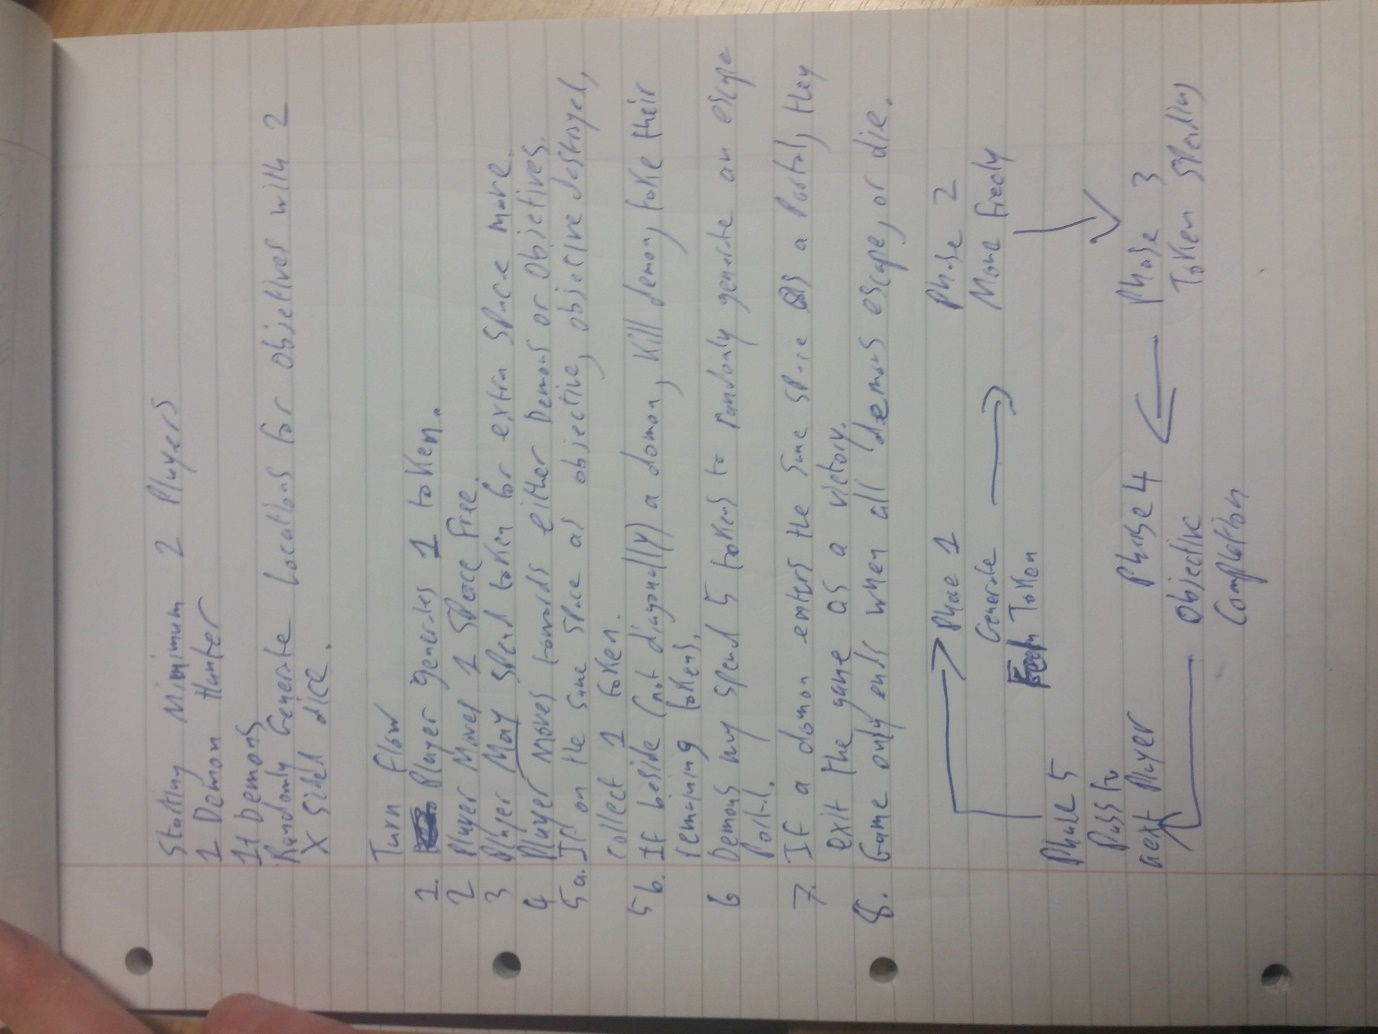 Starting Minimum 2 Players
1 Demon Hunter
1+ Demons
Randomly Generate Locations for objectives with 2
X sided dice.
Turn Flow
1. Player generates 1 token.
2 Player Moves 1 space free.
3 Player May spend token for extra space more.
4 Player moves towards either Demons or Objectives.
5a. If on the same space as objective, objective destroyed,
collect 1 token.
5b. If beside (not diagonally) a demon, kill demon, take their
remaining tokens.
6 Demons my spend 5 tokens to randomly generate an escape
Portal.
7. If a demon enters the same space as a Portal, they
exit the game as a victory.
8. Game only ends when all demons escape, or die.
Phase 1
Generate
Token
Phase 2
Move freely
Phase 3
Token Spending
Phase 4
Objective
Completion
Phase 5
Pass to
next Player